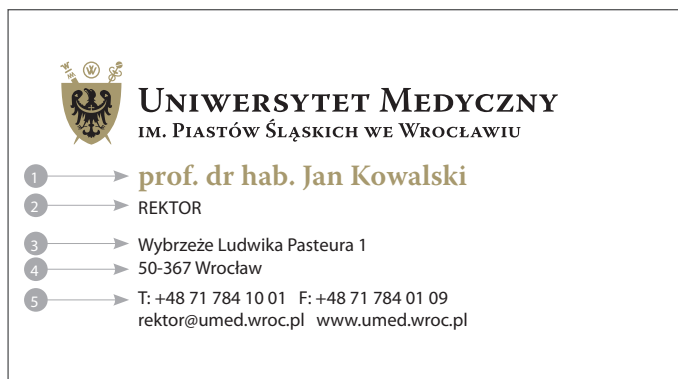 UNIWERSYTET MEDYCZNY
IM. PIASTÓW ŚLĄSKICH WE WROCŁAWIU
1 prof. dr hab. Jan Kowalski
2 REKTOR
3 Wybrzeże Ludwika Pasteura 1
4 50-367 Wrocław
5 T: +48 71 784 10 01 F: +48 71 784 01 09
rektor@umed.wroc.pl www.umed.wroc.pl